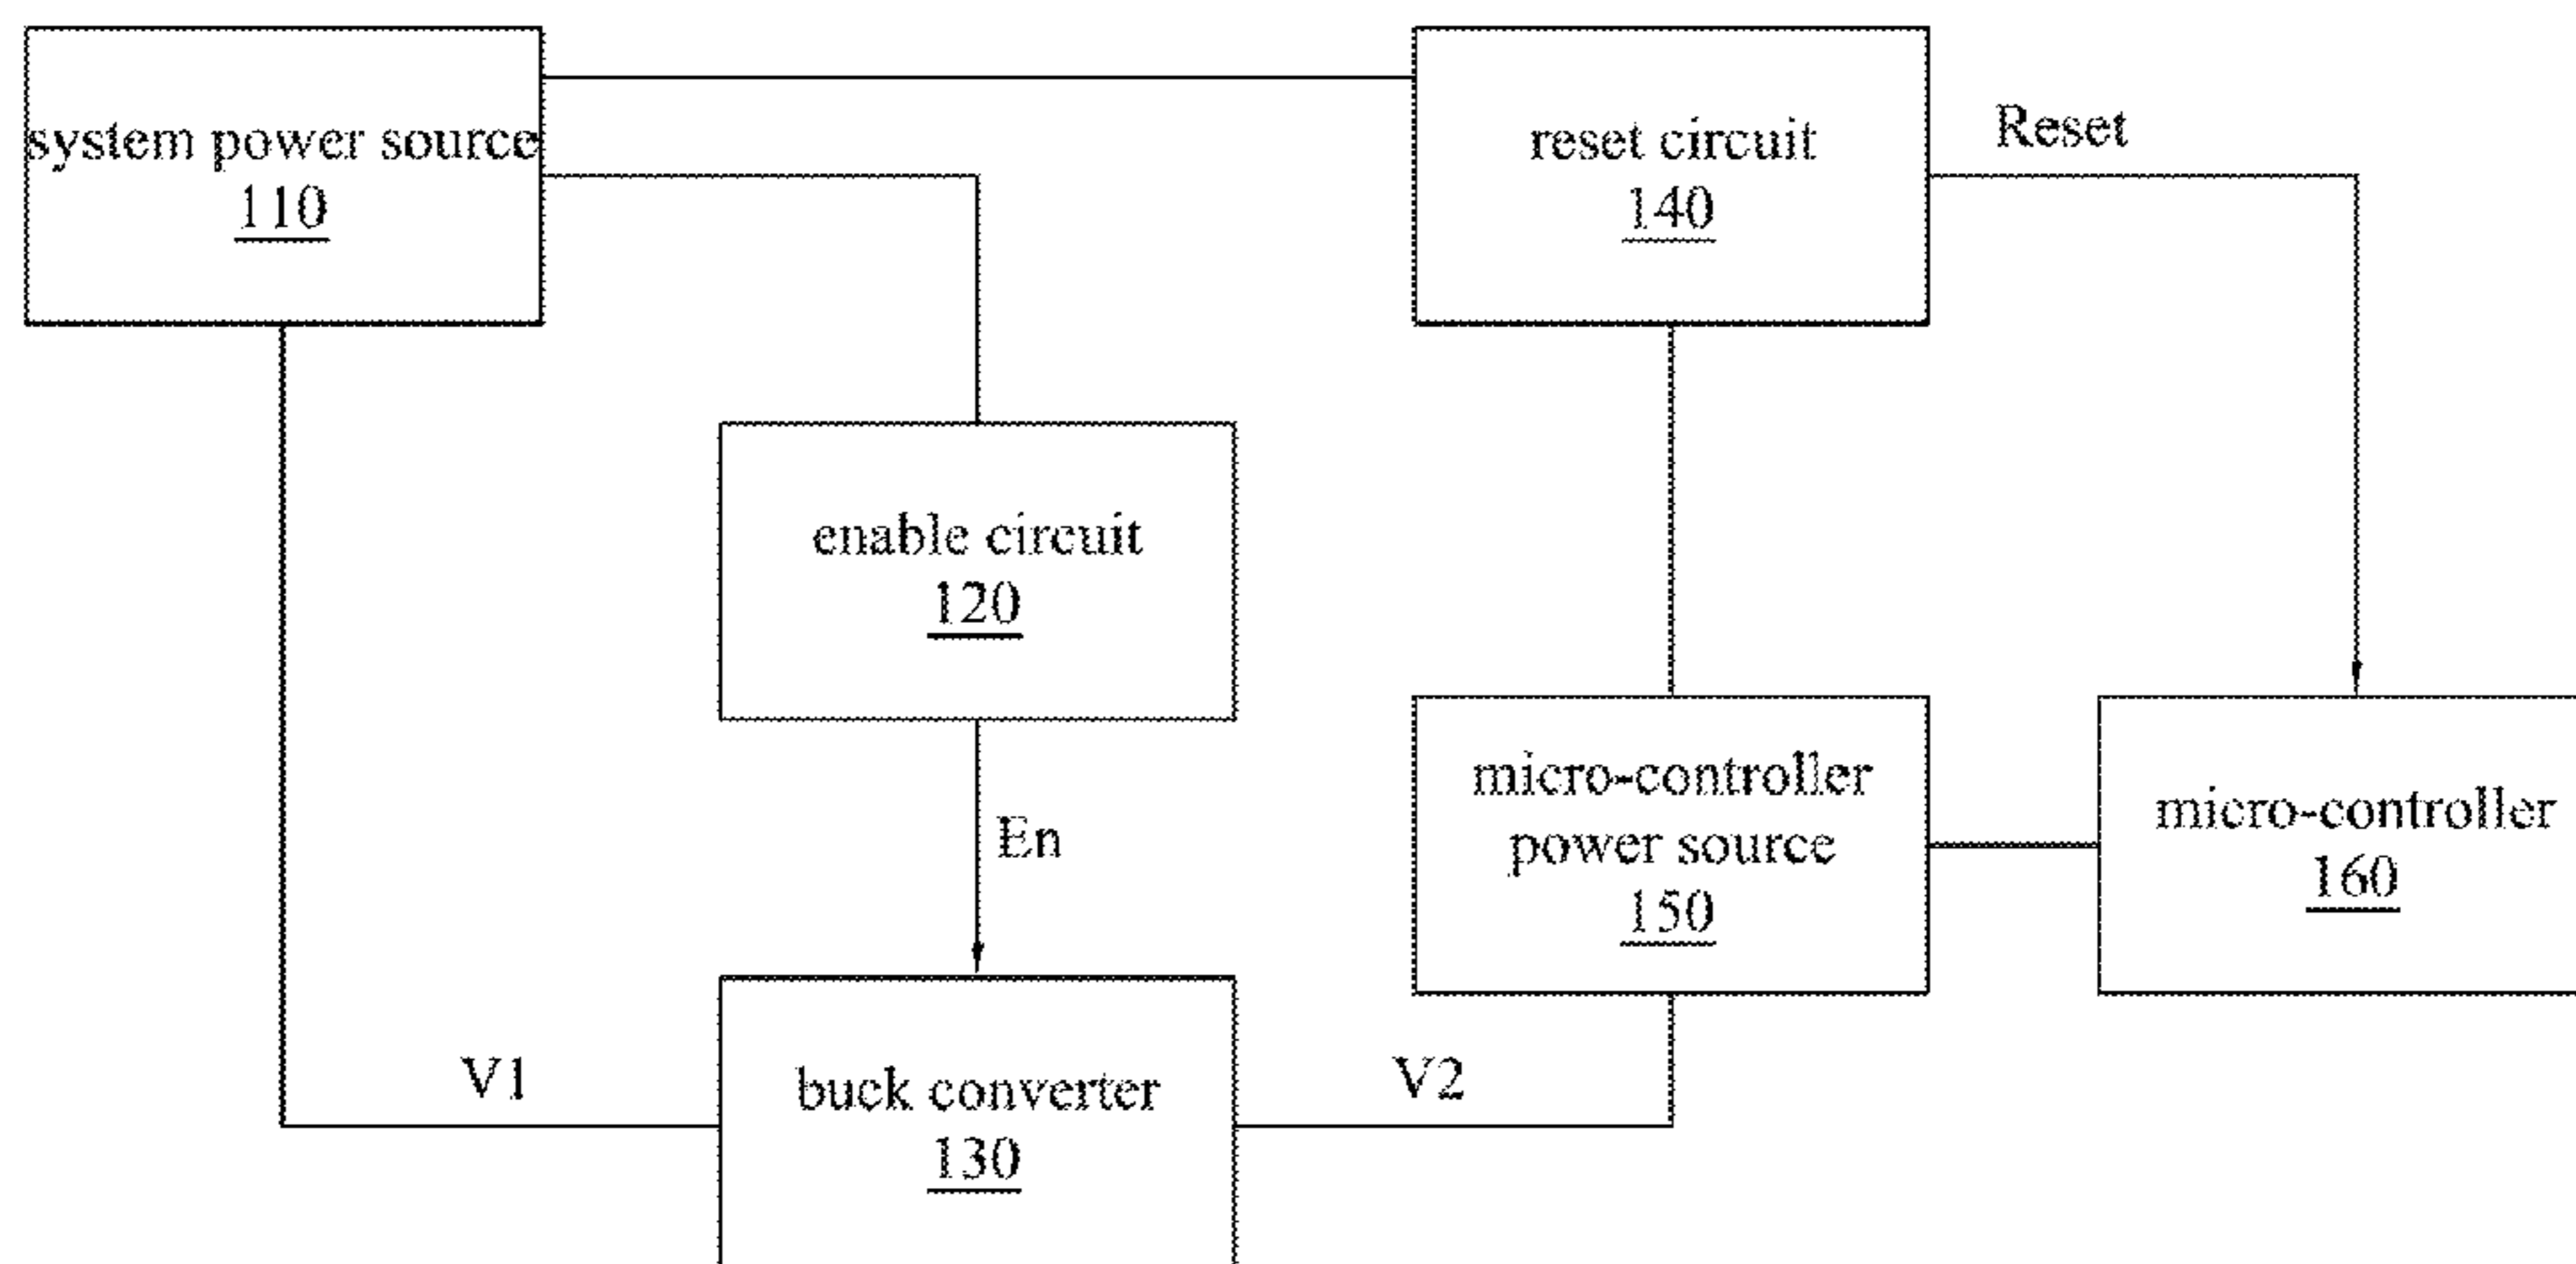 system power source
110
reset circuit
140
Reset
enable circuit
120
En
micro-controller
power source
150
micro-controller
160
V1
buck converter
130
V2